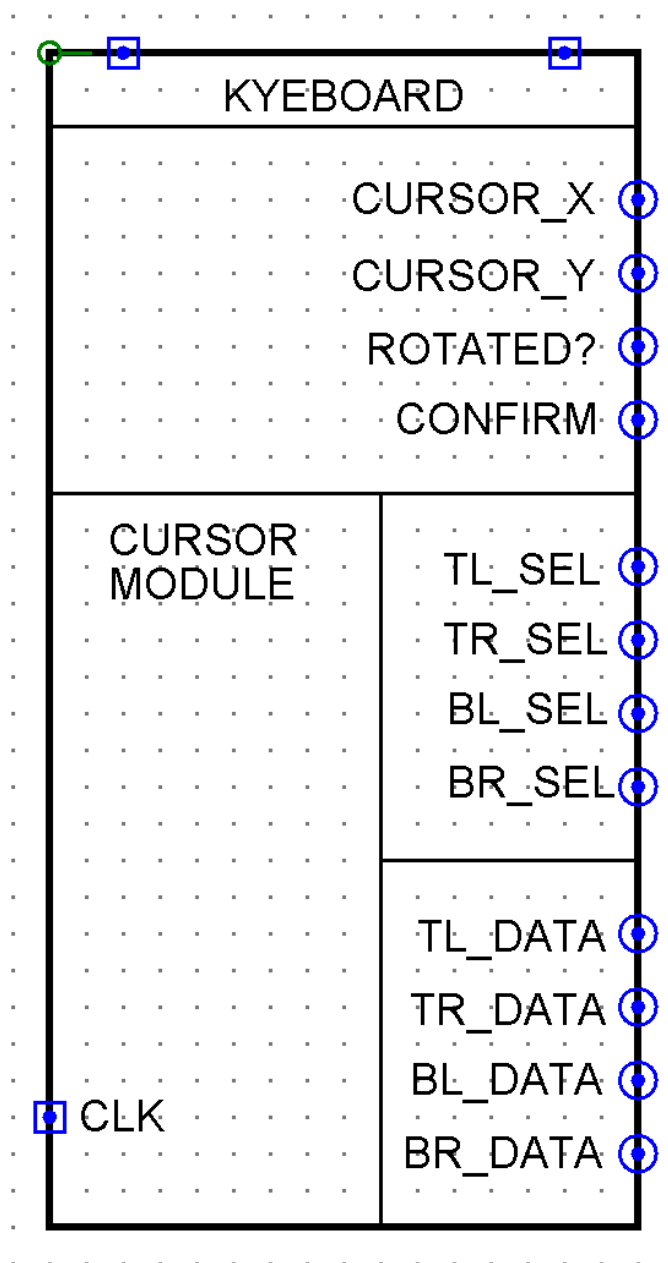 KYEBOARD
CURSOR_X
CURSOR_Y
ROTATED?
CONFIRM
CURSOR
MODULE
TL_SEL
TR_SEL
BL_SEL
BR_SEL
TL_DATA
TR_DATA
BL_DATA
CLK
BR_DATA